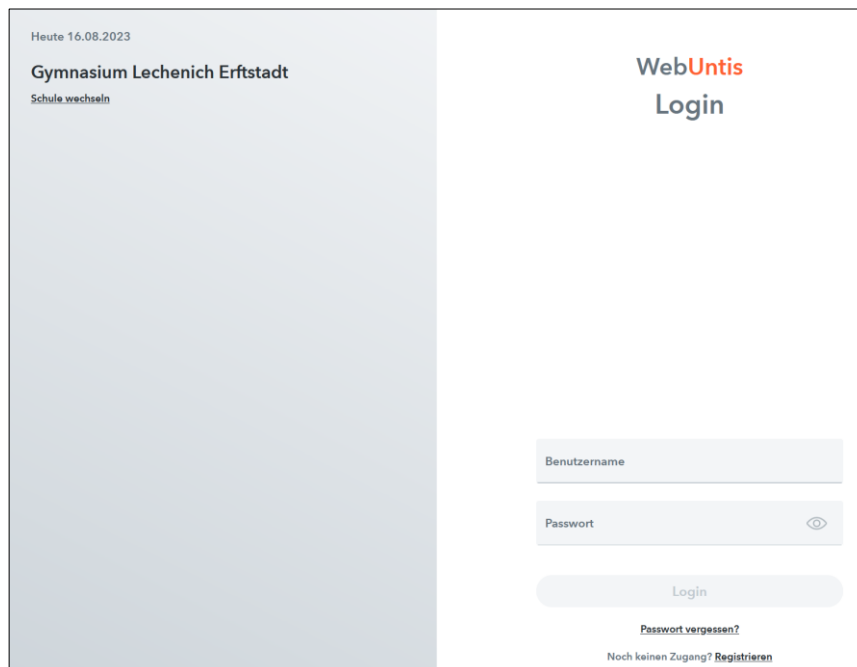 Heute 16.08.2023
Gymnasium Lechenich Erftstadt
Schule wechseln
WebUntis
Login
Benutzername
Passwort
Login
Passwort vergessen?
Noch keinen Zugang? Registrieren